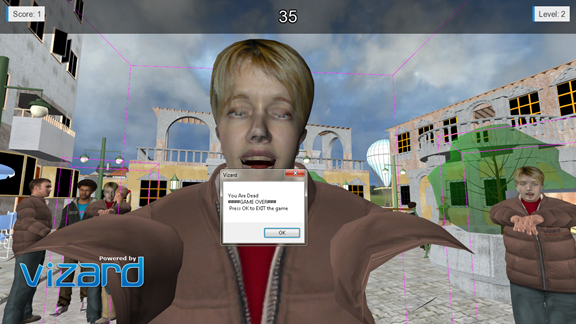 Score: 1
35
Level: 2
Vizard
You Are Dead
####GAME OVER####
Press OK to EXIT the game
OK
Powered by
vizard